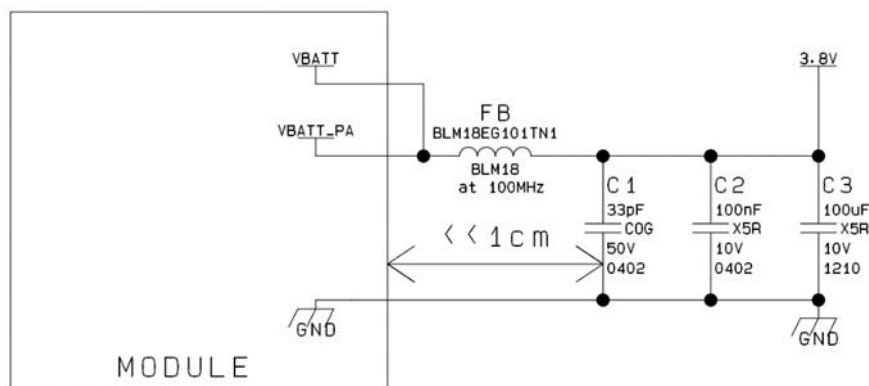 VBATT
3.8V
VBATT_PA
FB
BLM18EG101TN1
BLM18
at 100MHz
C1
33pF
C0G
50V
0402
C2
100nF
X5R
10V
0402
C3
100uF
X5R
10V
1210
<<1cm
GND
GND
MODULE